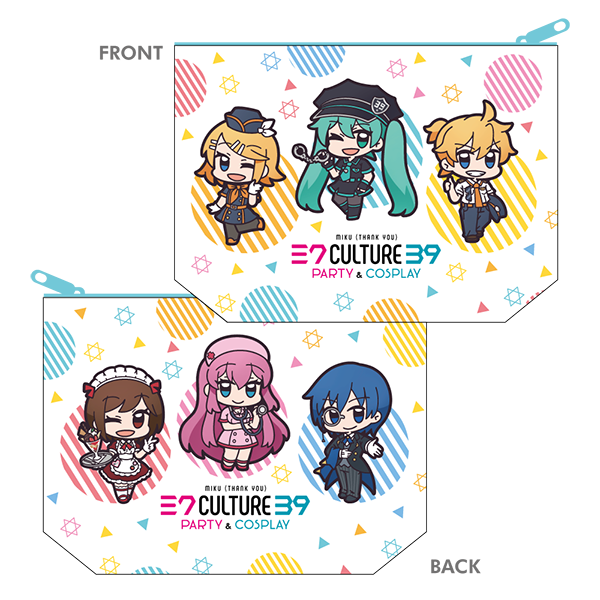 FRONT
39
MIKU (THANK YOU)
ミク CULTURE 39
PARTY & COSPLAY
MIKU (THANK YOU)
ミク CULTURE 39
PARTY & COSPLAY
BACK